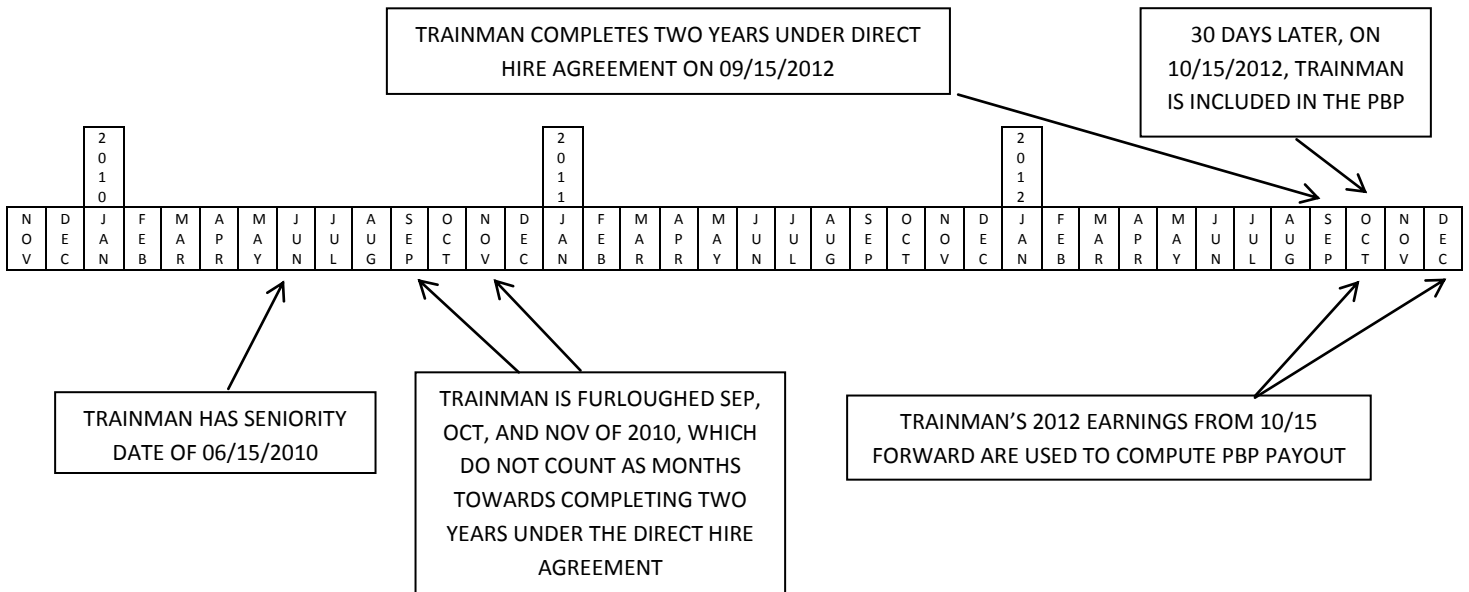 TRAINMAN COMPLETES TWO YEARS UNDER DIRECT
HIRE AGREEMENT ON 09/15/2012
30 DAYS LATER, ON
10/15/2012, TRAINMAN
IS INCLUDED IN THE PBP
2010
2011
2012
NOV DEC JAN FEB MAR APR MAY JUN JUL AUG SEP OCT NOV DEC JAN FEB MAR APR MAY JUN JUL AUG SEP OCT NOV DEC JAN FEB MAR APR MAY JUN JUL AUG SEP OCT NOV DEC
TRAINMAN HAS SENIORITY
DATE OF 06/15/2010
TRAINMAN IS FURLOUGHED SEP,
OCT, AND NOV OF 2010, WHICH
DO NOT COUNT AS MONTHS
TOWARDS COMPLETING TWO
YEARS UNDER THE DIRECT HIRE
AGREEMENT
TRAINMAN’S 2012 EARNINGS FROM 10/15
FORWARD ARE USED TO COMPUTE PBP PAYOUT